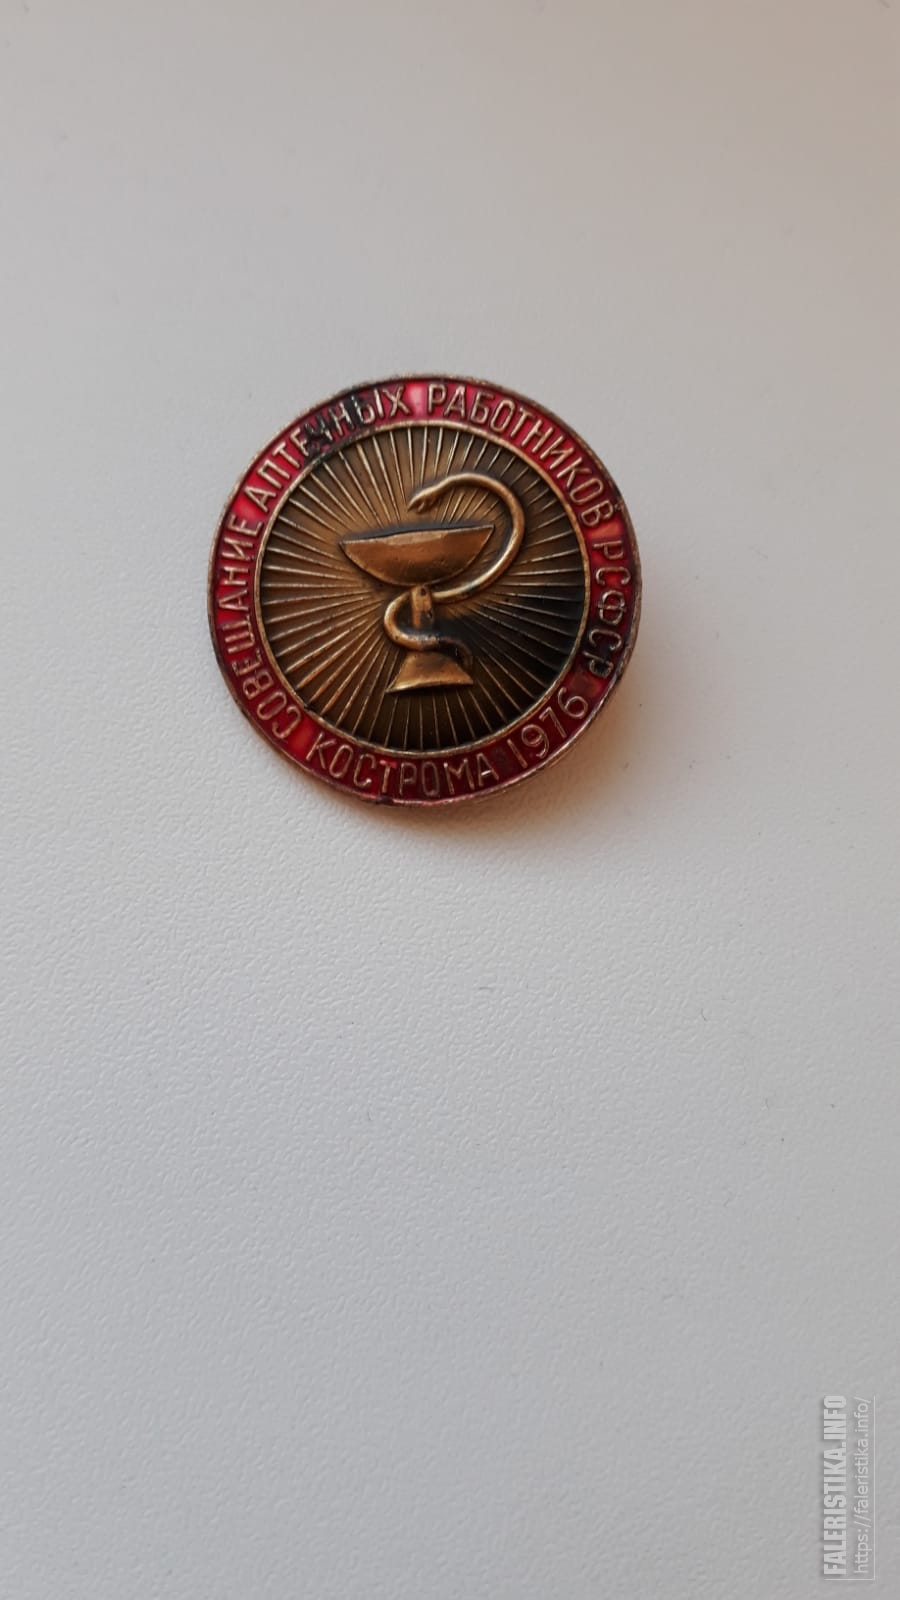 СОВЕЩАНИЕ АПТЕЧНЫХ РАБОТНИКОВ РСФСР
КОСТРОМА 1976
FALERISTIKA.INFO
https://faleristika.info/